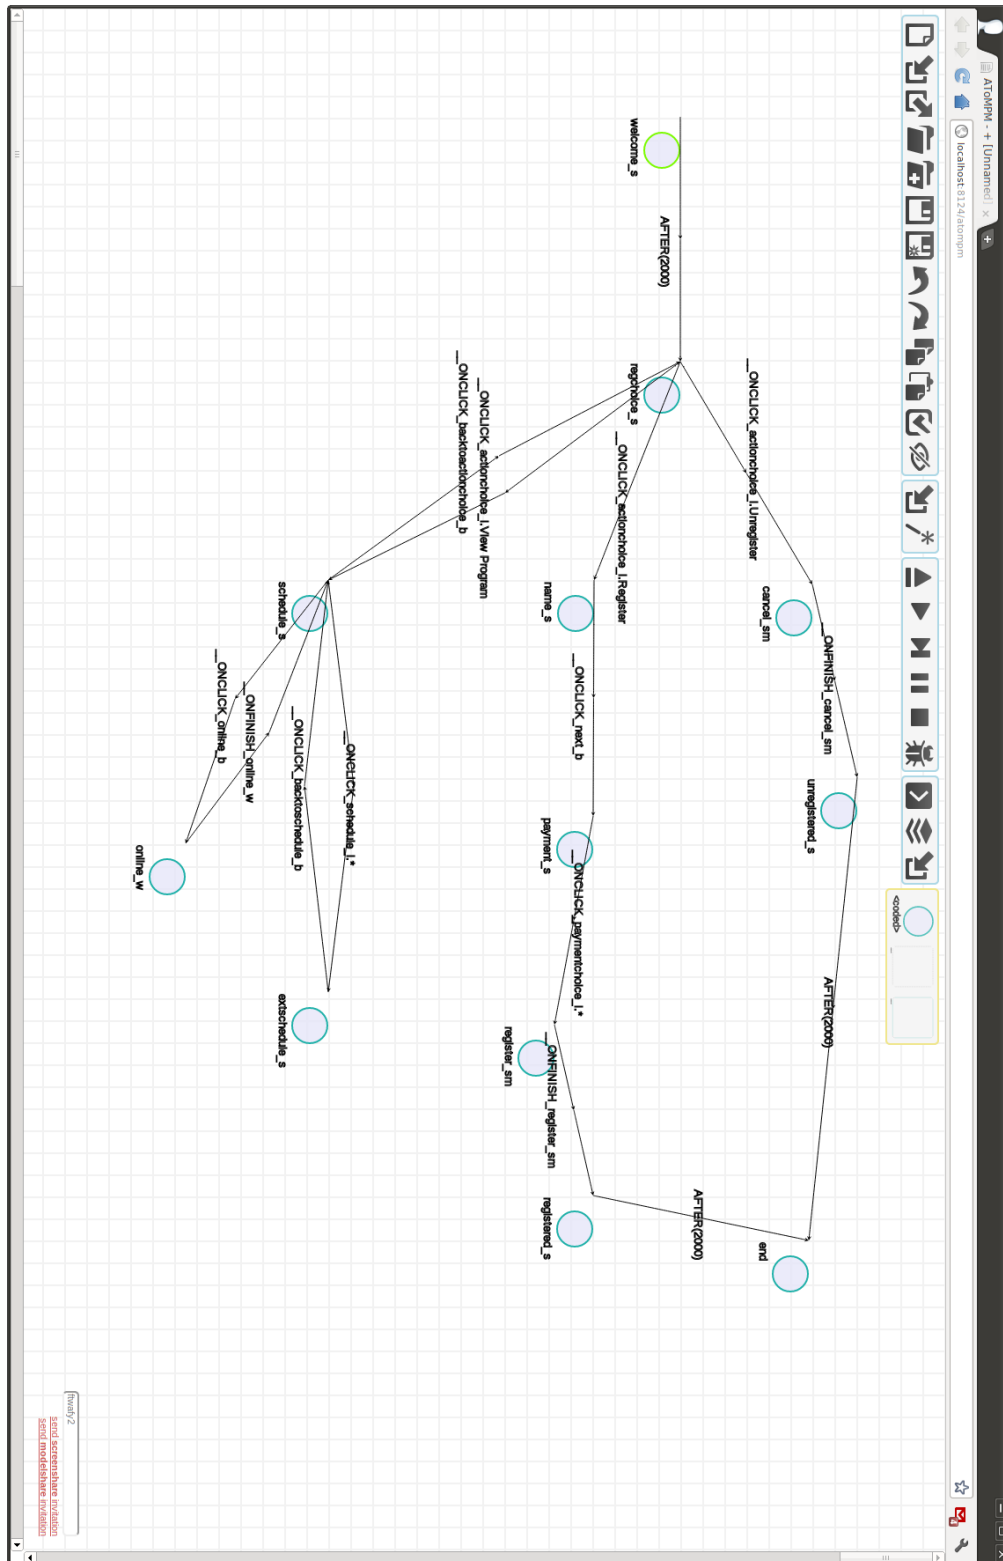 AToMPM - + [Unnamed]
localhost:8124/atompm
<coded>
__ONCLICK_actionchoice_l.Unregister
cancel_sm
__ONFINISH_cancel_sm
unregistered_s
AFTER(2000)
end
welcome_s
AFTER(2000)
regchoice_s
__ONCLICK_actionchoice_l.Register
name_s
__ONCLICK_next_b
payment_s
__ONCLICK_paymentchoice_l.*
register_sm
__ONFINISH_register_sm
registered_s
AFTER(2000)
__ONCLICK_actionchoice_l.View Program
__ONCLICK_backtoactionchoice_b
schedule_s
__ONCLICK_schedule_l.*
__ONCLICK_backtoschedule_b
extschedule_s
__ONFINISH_online_w
__ONCLICK_online_b
online_w
ftwafy2
send screenshare invitation
send modelshare invitation